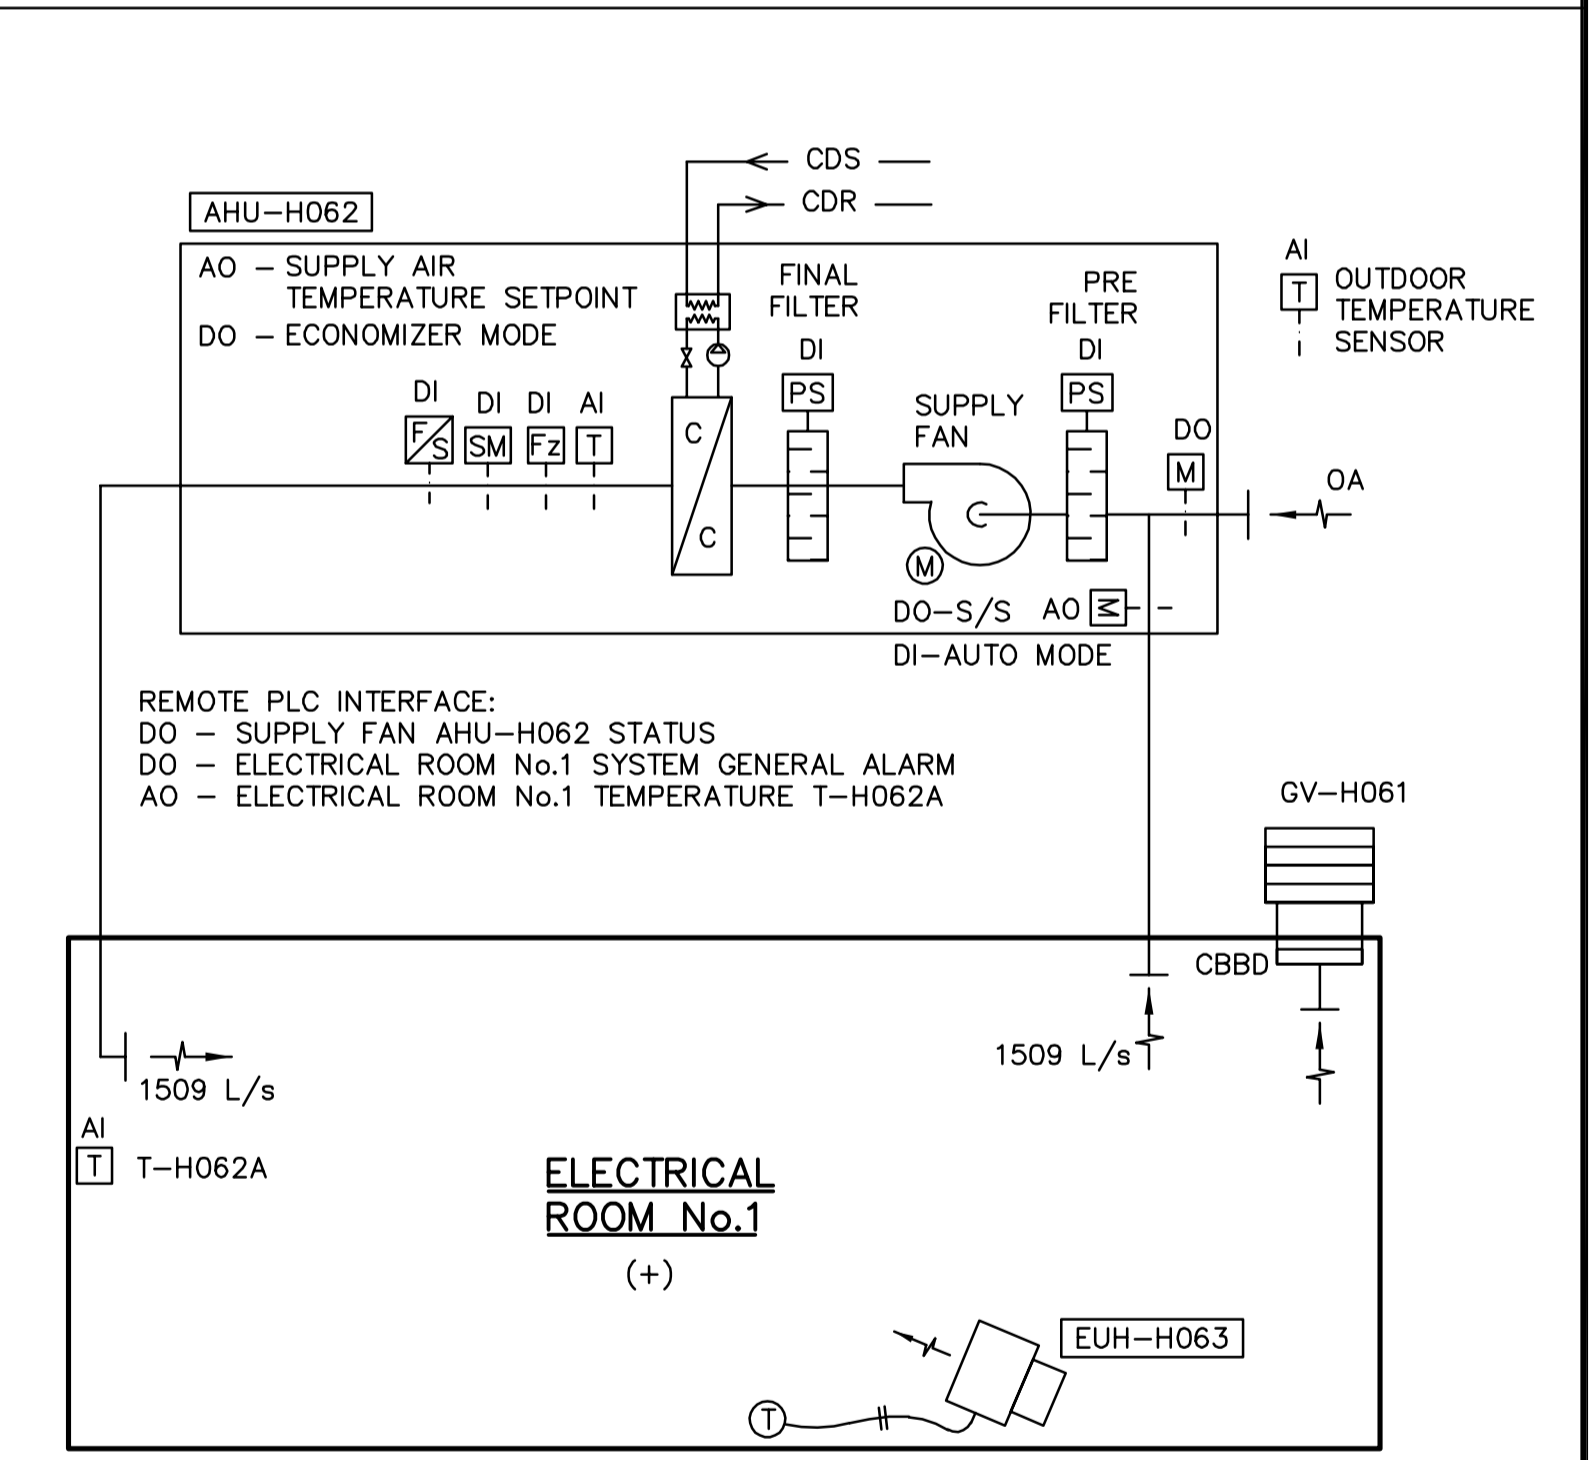 CDS
CDR
AHU-H062
AO - SUPPLY AIR
TEMPERATURE SETPOINT
DO - ECONOMIZER MODE
FINAL
FILTER
DI
PS
PRE
FILTER
DI
PS
AI
T
OUTDOOR
TEMPERATURE
SENSOR
DI
F/S
DI
SM
DI
Fz
AI
T
C
C
SUPPLY
FAN
M
DO
M
OA
DO-S/S
AO M
DI-AUTO MODE
REMOTE PLC INTERFACE:
DO - SUPPLY FAN AHU-H062 STATUS
DO - ELECTRICAL ROOM No.1 SYSTEM GENERAL ALARM
AO - ELECTRICAL ROOM No.1 TEMPERATURE T-H062A
GV-H061
CBBD
1509 L/s
1509 L/s
AI
T T-H062A
ELECTRICAL
ROOM No.1
(+)
EUH-H063
T